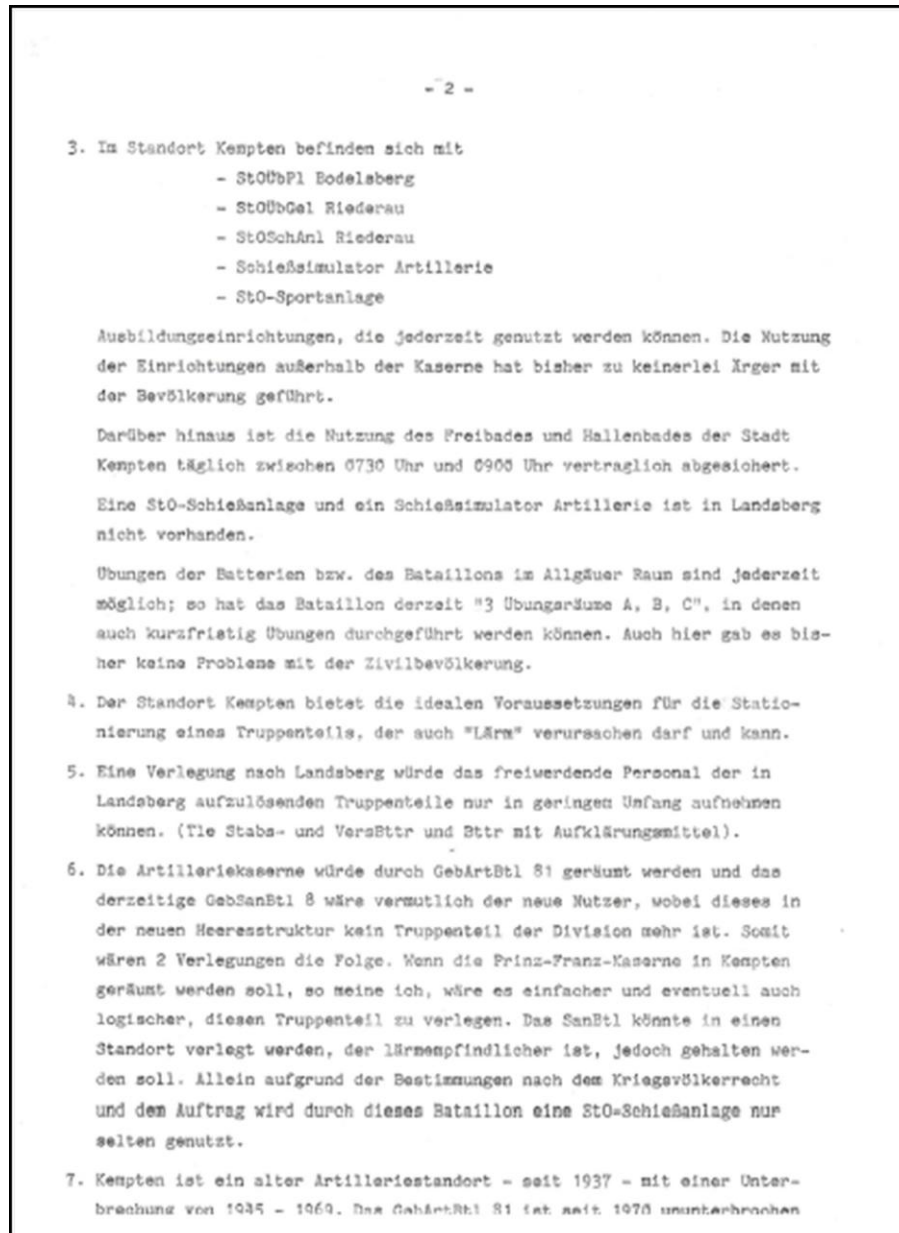 - 2 -
3. Im Standort Kempten befinden sich mit
- StOÜbPl Bodelsberg
- StOÜbGel Riederau
- StOSchAnl Riederau
- Schießsimulator Artillerie
- StO-Sportanlage
Ausbildungseinrichtungen, die jederzeit genutzt werden können. Die Nutzung
der Einrichtungen außerhalb der Kaserne hat bisher zu keinerlei Ärger mit
der Bevölkerung geführt.
Darüber hinaus ist die Nutzung des Freibades und Hallenbades der Stadt
Kempten täglich zwischen 0730 Uhr und 0900 Uhr vertraglich abgesichert.
Eine StO-Schießanlage und ein Schießsimulator Artillerie ist in Landsberg
nicht vorhanden.
Übungen der Batterien bzw. des Bataillons im Allgäuer Raum sind jederzeit
möglich; so hat das Bataillon derzeit "3 Übungsräume A, B, C", in denen
auch kurzfristig Übungen durchgeführt werden können. Auch hier gab es bis-
her keine Probleme mit der Zivilbevölkerung.
4. Der Standort Kempten bietet die idealen Voraussetzungen für die Statio-
nierung eines Truppenteils, der auch "Lärm" verursachen darf und kann.
5. Eine Verlegung nach Landsberg würde das freiwerdende Personal der in
Landsberg aufzulösenden Truppenteile nur in geringem Umfang aufnehmen
können. (Tle Stabs- und VersBttr und Bttr mit Aufklärungsmittel).
6. Die Artilleriekaserne würde durch GebArtBtl 81 geräumt werden und das
derzeitige GebSanBtl 8 wäre vermutlich der neue Nutzer, wobei dieses in
der neuen Heeresstruktur kein Truppenteil der Division mehr ist. Somit
wären 2 Verlegungen die Folge. Wenn die Prinz-Franz-Kaserne in Kempten
geräumt werden soll, so meine ich, wäre es einfacher und eventuell auch
logischer, diesen Truppenteil zu verlegen. Das SanBtl könnte in einen
Standort verlegt werden, der lärmempfindlicher ist, jedoch gehalten wer-
den soll. Allein aufgrund der Bestimmungen nach dem Kriegsvölkerrecht
und dem Auftrag wird durch dieses Bataillon eine StO-Schießanlage nur
selten genutzt.
7. Kempten ist ein alter Artilleriestandort - seit 1937 - mit einer Unter-
brechung von 1945 - 1969. Das GebArtBtl 81 ist seit 1970 ununterbrochen